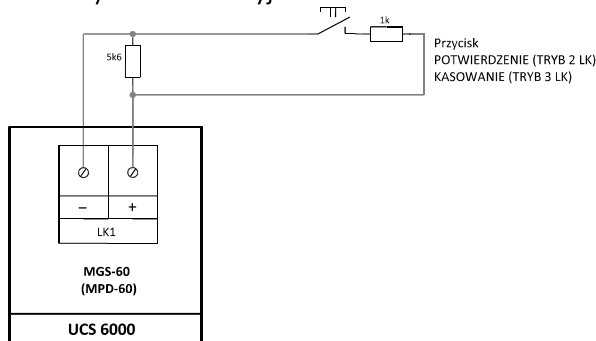 1k
5k6
Przycisk
POTWIERDZENIE (TRYB 2 LK)
KASOWANIE (TRYB 3 LK)
– +
LK1
MGS-60
(MPD-60)
UCS 6000